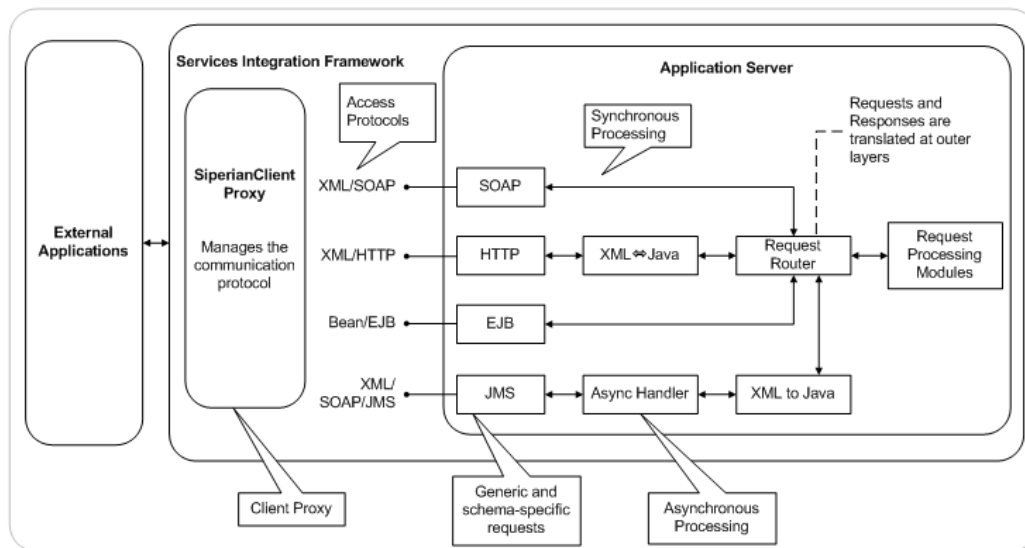 Services Integration Framework
Application Server
Access
Protocols
Synchronous
Processing
Requests and
Responses are
translated at outer
layers
SiperianClient
Proxy
Manages the
communication
protocol
External
Applications
XML/SOAP
SOAP
XML/HTTP
HTTP
XML⇔Java
Request
Router
Request
Processing
Modules
Bean/EJB
EJB
XML/
SOAP/JMS
JMS
Async Handler
XML to Java
Client Proxy
Generic and
schema-specific
requests
Asynchronous
Processing